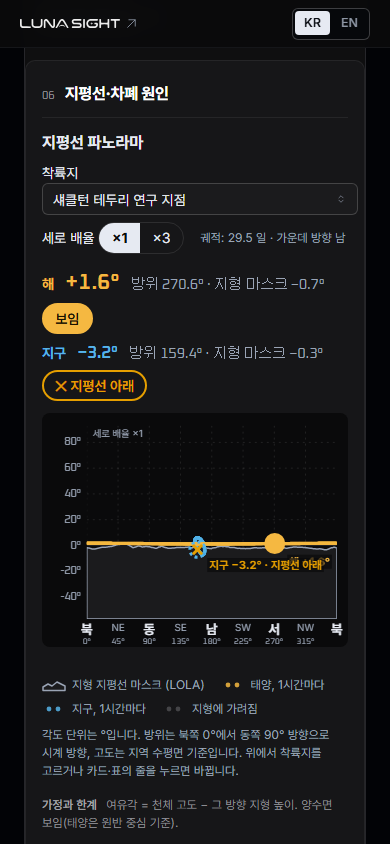 LUNA SIGHT ↗
KR EN
06 지평선·차폐 원인
지평선 파노라마
착륙지
섀클턴 테두리 연구 지점
세로 배율 ×1 ×3 궤적: 29.5 일 · 가운데 방향 남
해 +1.6° 방위 270.6° · 지형 마스크 −0.7°
보임
지구 −3.2° 방위 159.4° · 지형 마스크 −0.3°
✕ 지평선 아래
세로 배율 ×1
80°
60°
40°
20°
0°
-20°
-40°
지구 −3.2° · 지평선 아래
북 NE 동 SE 남 SW 서 NW 북
0° 45° 90° 135° 180° 225° 270° 315°
지형 지평선 마스크 (LOLA) 태양, 1시간마다
지구, 1시간마다 지형에 가려짐
각도 단위는 °입니다. 방위는 북쪽 0°에서 동쪽 90° 방향으로
시계 방향, 고도는 지역 수평면 기준입니다. 위에서 착륙지를
고르거나 카드·표의 줄을 누르면 바뀝니다.
가정과 한계 여유각 = 천체 고도 − 그 방향 지형 높이. 양수면
보임(태양은 원반 중심 기준).